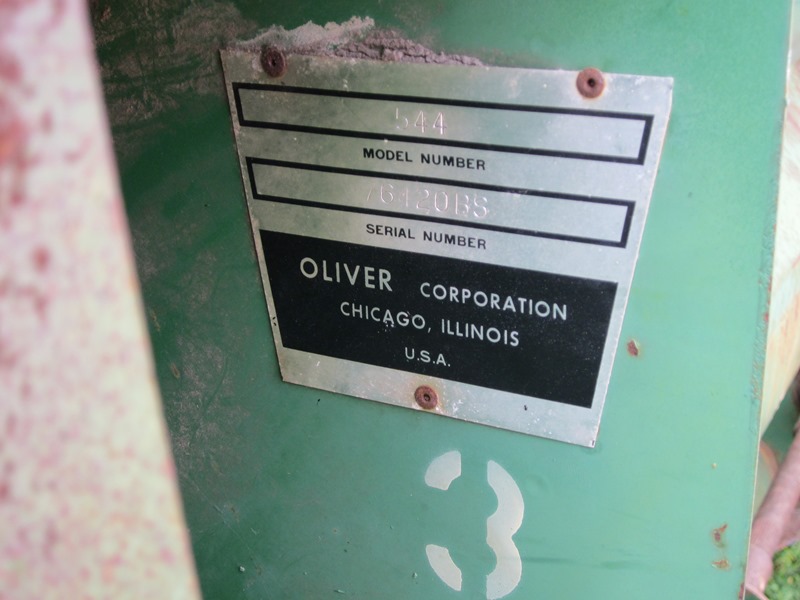 544
MODEL NUMBER
SERIAL NUMBER
OLIVER CORPORATION
CHICAGO, ILLINOIS
U.S.A.
3